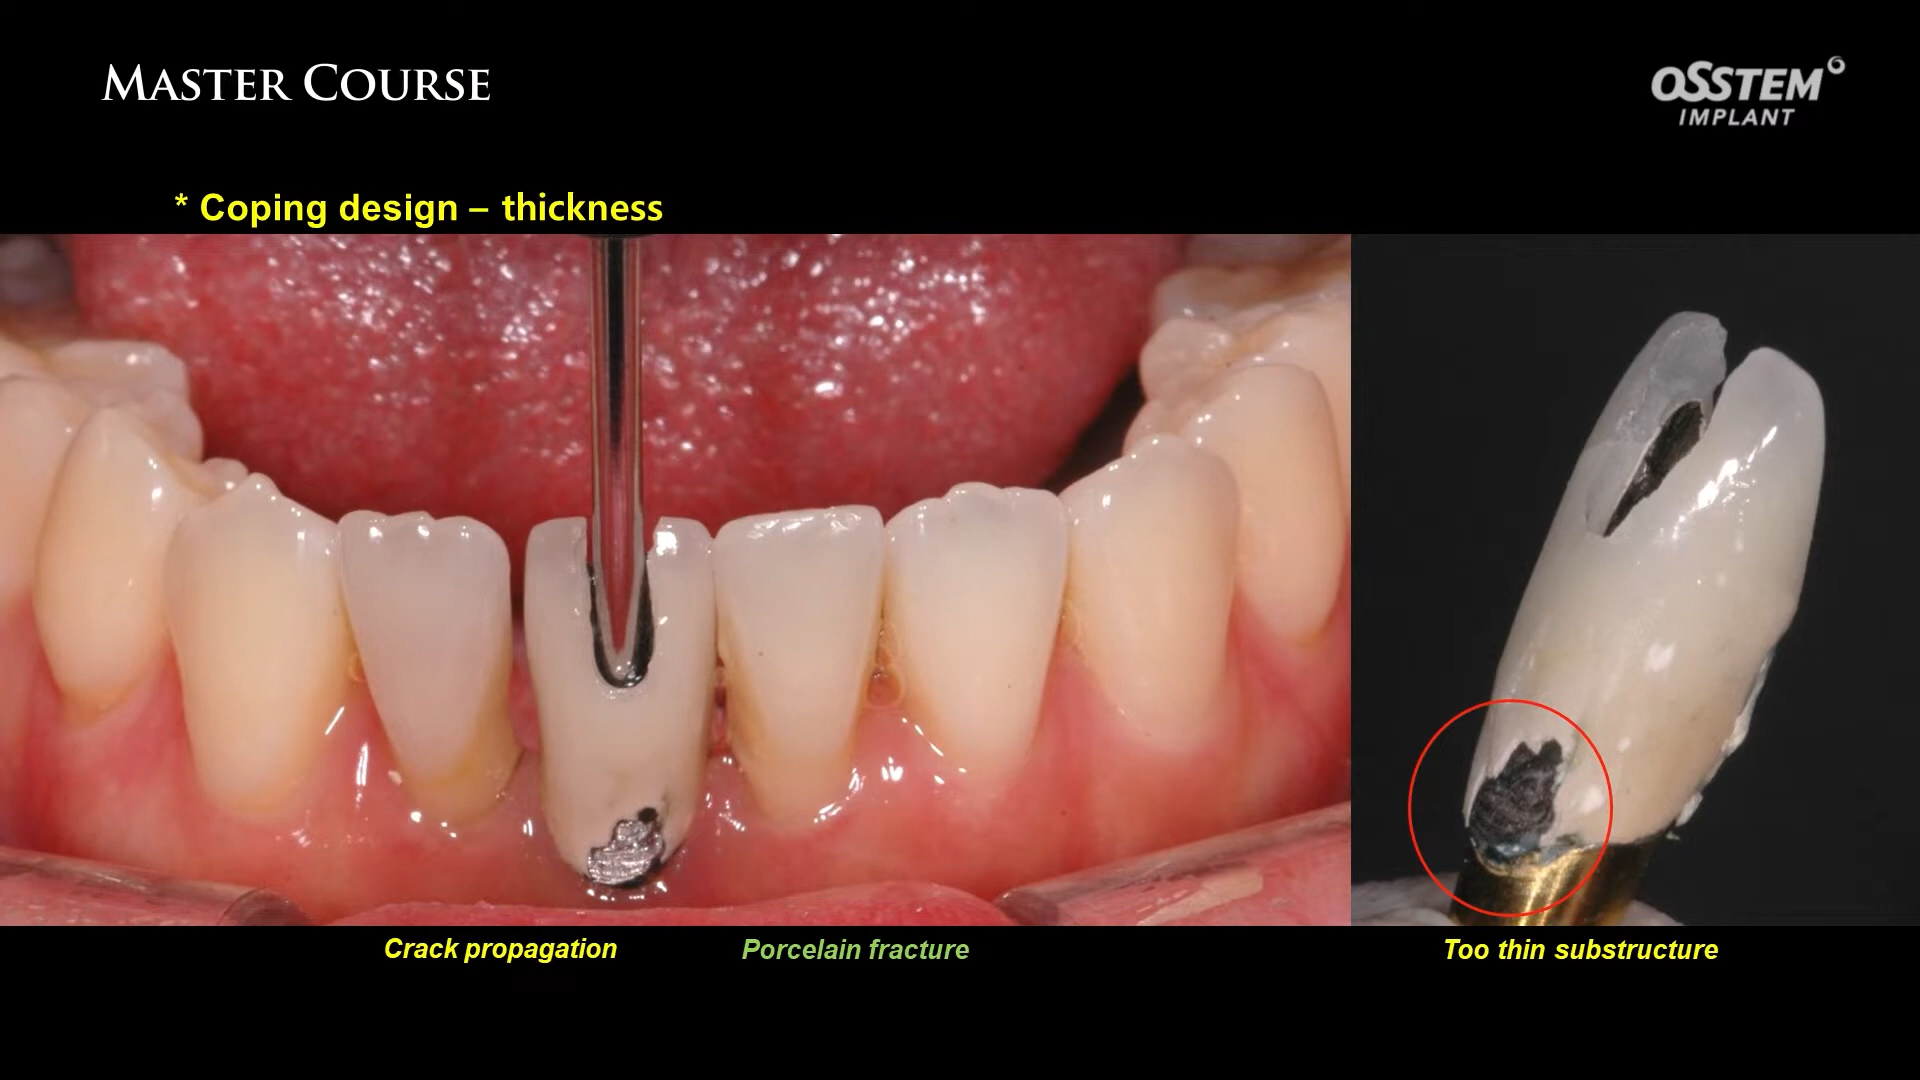 MASTER COURSE
OSSTEM
IMPLANT
* Coping design – thickness
Crack propagation
Porcelain fracture
Too thin substructure